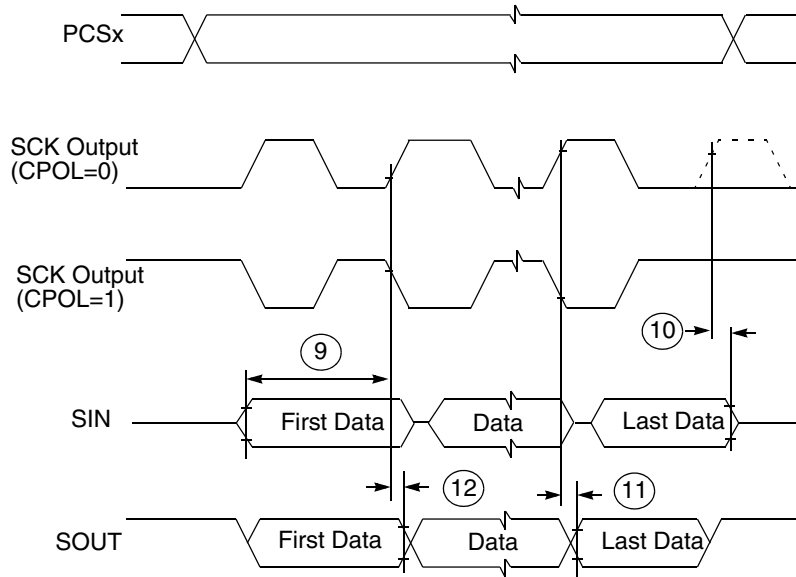 PCSx
SCK Output
(CPOL=0)
SCK Output
(CPOL=1)
10
9
SIN
First Data
Data
Last Data
12
11
SOUT
First Data
Data
Last Data